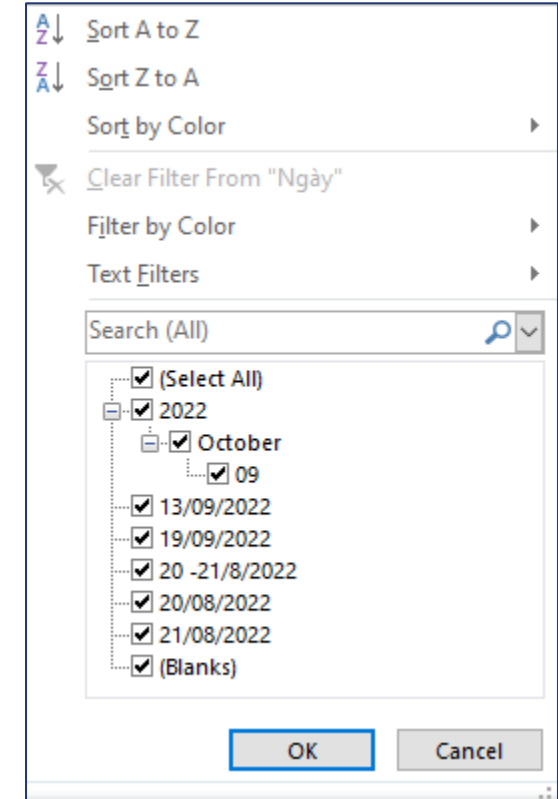 Sort A to Z
Sort Z to A
Sort by Color
Clear Filter From "Ngày"
Filter by Color
Text Filters
Search (All)
(Select All)
2022
October
09
13/09/2022
19/09/2022
20 -21/8/2022
20/08/2022
21/08/2022
(Blanks)
OK Cancel